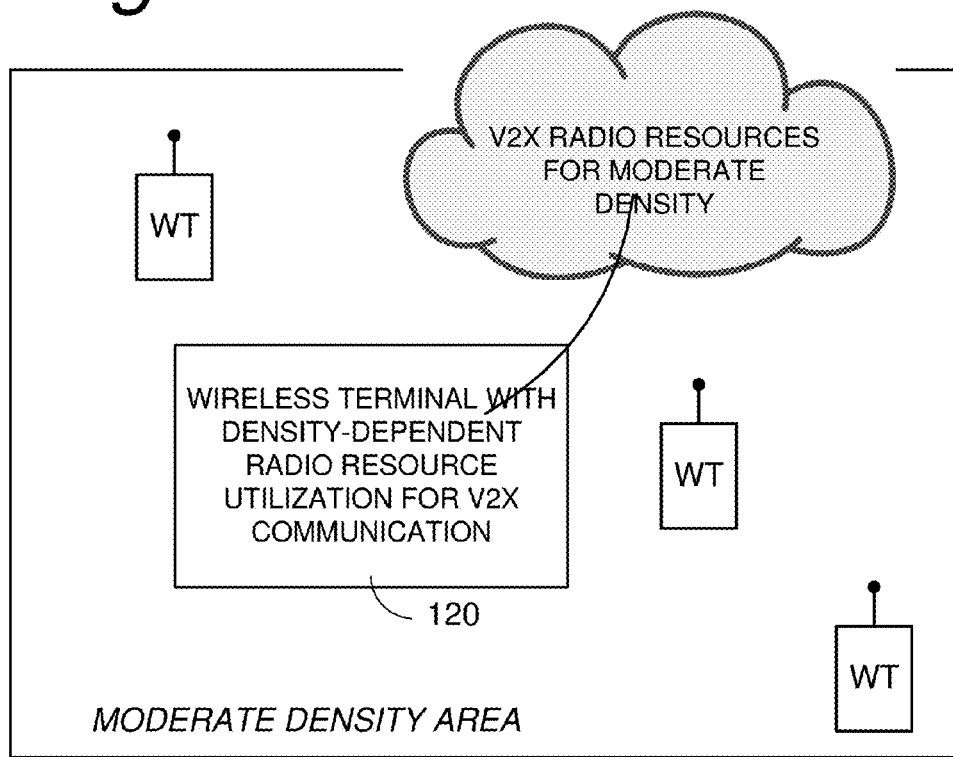 V2X RADIO RESOURCES
FOR MODERATE
DENSITY
WT
WIRELESS TERMINAL WITH
DENSITY-DEPENDENT
RADIO RESOURCE
UTILIZATION FOR V2X
COMMUNICATION
WT
120
WT
MODERATE DENSITY AREA